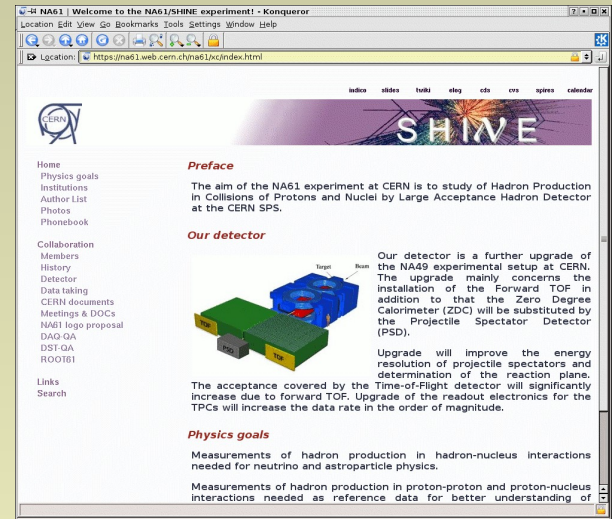 NA61 | Welcome to the NA61/SHINE experiment! - Konqueror
Location Edit View Go Bookmarks Tools Settings Window Help
Location: https://na61.web.cern.ch/na61/xc/index.html
indico slides twiki elog cds cvs spires calendar
CERN
SHINE
Home
Physics goals
Institutions
Author List
Photos
Phonebook
Collaboration
Members
History
Detector
Data taking
CERN documents
Meetings & DOCs
NA61 logo proposal
DAQ-QA
DST-QA
ROOT61
Links
Search
Preface
The aim of the NA61 experiment at CERN is to study of Hadron Production
in Collisions of Protons and Nuclei by Large Acceptance Hadron Detector
at the CERN SPS.
Our detector
Target Beam
TOF
PSD
TOF
Our detector is a further upgrade of
the NA49 experimental setup at CERN.
The upgrade mainly concerns the
installation of the Forward TOF in
addition to that the Zero Degree
Calorimeter (ZDC) will be substituted by
the Projectile Spectator Detector
(PSD).
Upgrade will improve the energy
resolution of projectile spectators and
determination of the reaction plane.
The acceptance covered by the Time-of-Flight detector will significantly
increase due to forward TOF. Upgrade of the readout electronics for the
TPCs will increase the data rate in the order of magnitude.
Physics goals
Measurements of hadron production in hadron-nucleus interactions
needed for neutrino and astroparticle physics.
Measurements of hadron production in proton-proton and proton-nucleus
interactions needed as reference data for better understanding of